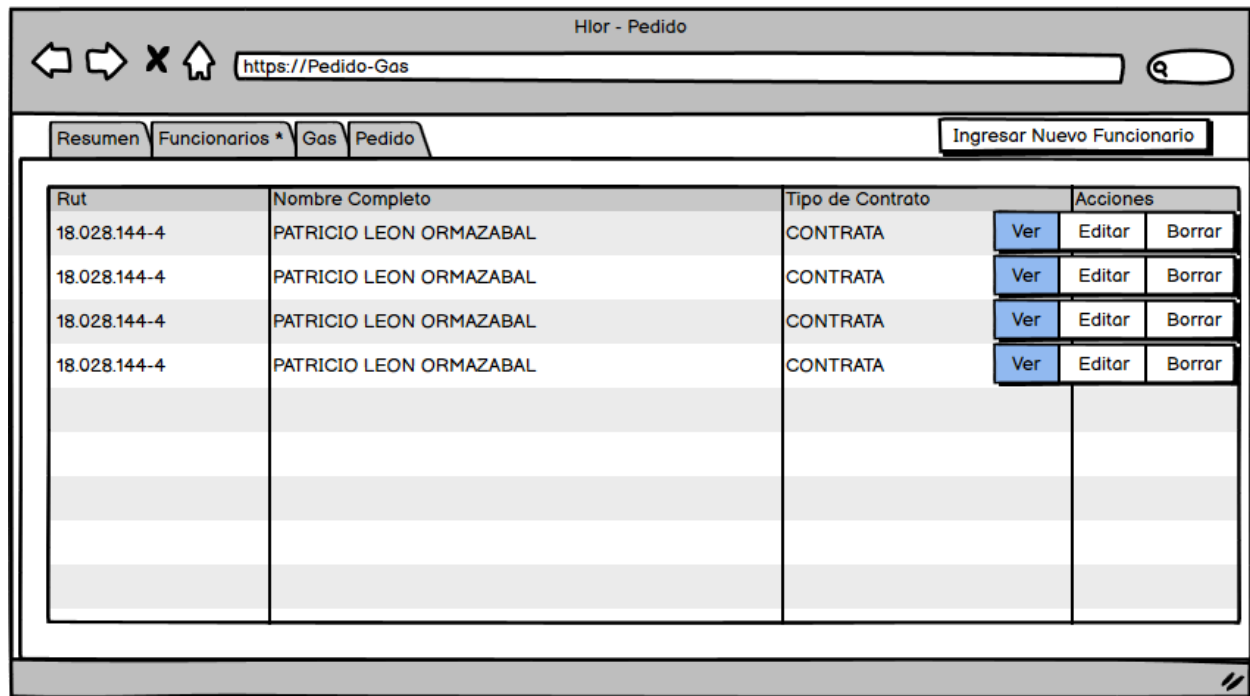 Hlor - Pedido
https://Pedido-Gas
Resumen Funcionarios * Gas Pedido Ingresar Nuevo Funcionario
Rut Nombre Completo Tipo de Contrato Acciones
18.028.144-4 PATRICIO LEON ORMAZABAL CONTRATA Ver Editar Borrar
18.028.144-4 PATRICIO LEON ORMAZABAL CONTRATA Ver Editar Borrar
18.028.144-4 PATRICIO LEON ORMAZABAL CONTRATA Ver Editar Borrar
18.028.144-4 PATRICIO LEON ORMAZABAL CONTRATA Ver Editar Borrar